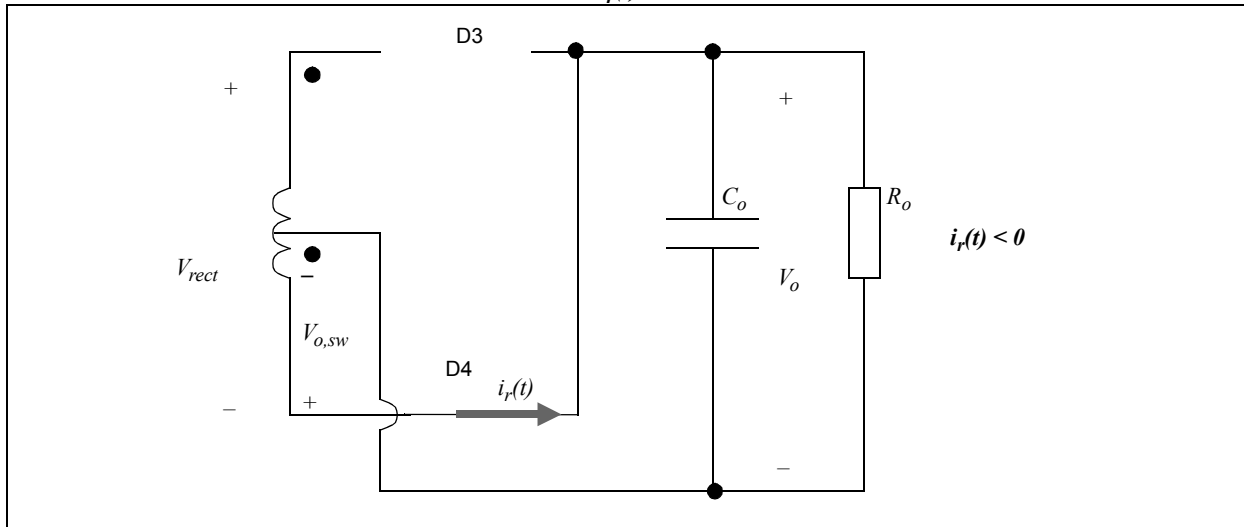 D3
+
+
C_o
R_o
i_r(t) < 0
V_rect
−
V_o
V_o,sw
D4
i_r(t)
−
+
−